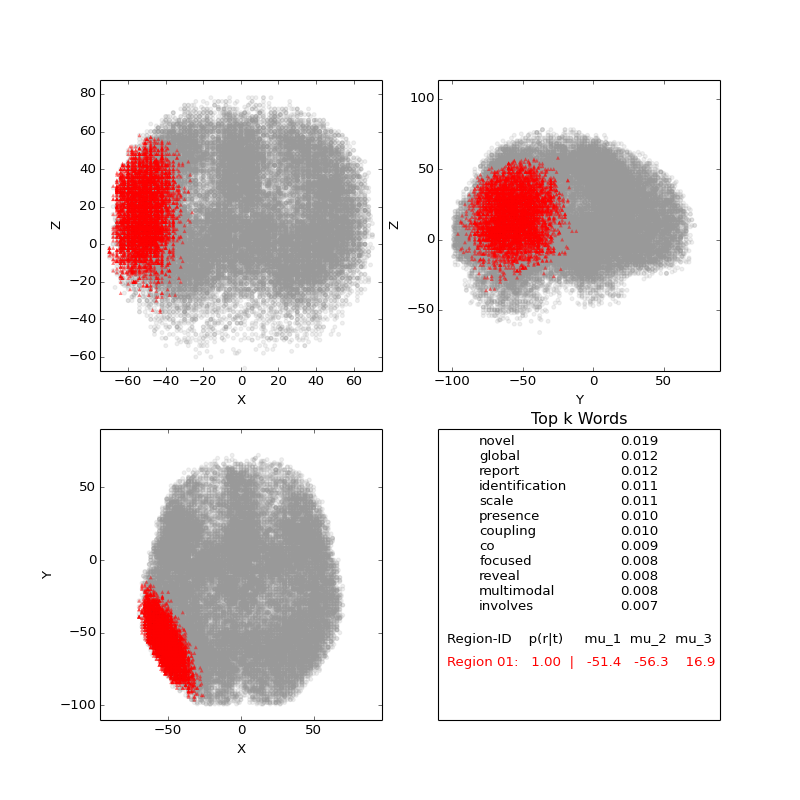 80
60
40
20
0
−20
−40
−60
Z
−60 −40 −20 0 20 40 60
X
100
50
0
−50
Z
−100 −50 0 50
Y
50
0
−50
−100
Y
−50 0 50
X
Top k Words
novel 0.019
global 0.012
report 0.012
identification 0.011
scale 0.011
presence 0.010
coupling 0.010
co 0.009
focused 0.008
reveal 0.008
multimodal 0.008
involves 0.007
Region-ID p(r|t) mu_1 mu_2 mu_3
Region 01: 1.00 | -51.4 -56.3 16.9